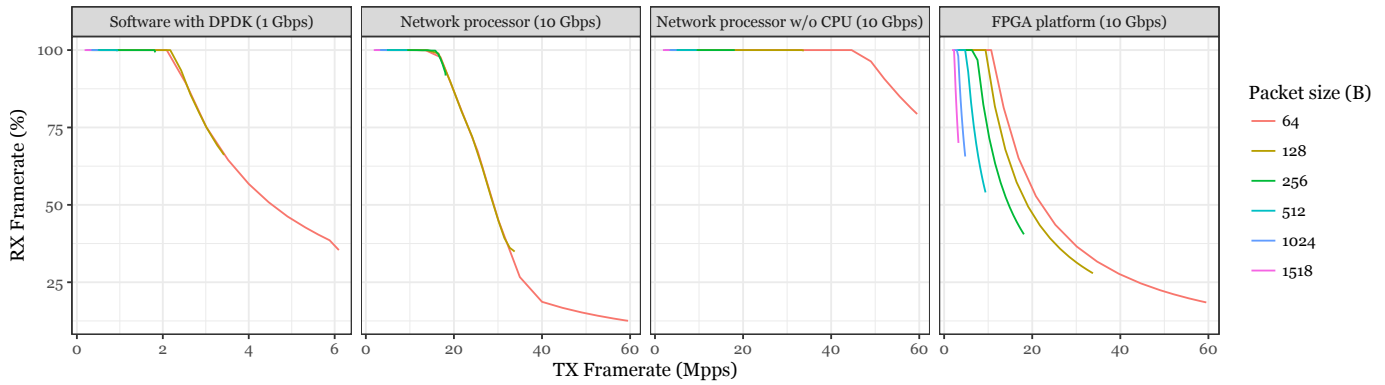 Software with DPDK (1 Gbps)
Network processor (10 Gbps)
Network processor w/o CPU (10 Gbps)
FPGA platform (10 Gbps)
RX Framerate (%)
100
75
50
25
0 2 4 6
0 20 40 60
0 20 40 60
0 20 40 60
TX Framerate (Mpps)
Packet size (B)
64
128
256
512
1024
1518